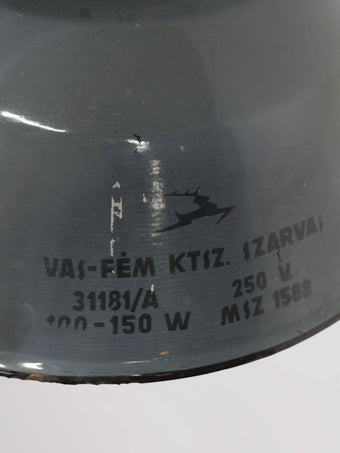 VAS-FÉM KTSZ. SZARVAS
31181/A 250 V.
100-150 W MSZ 1588